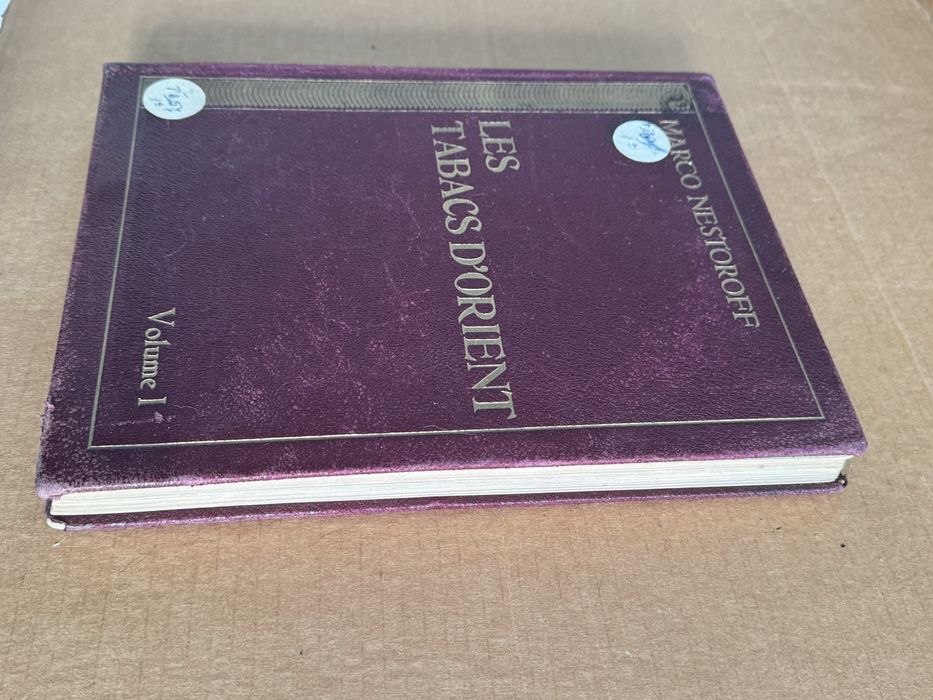 MARCO NESTOROFF
LES
TABACS D'ORIENT
Volume I